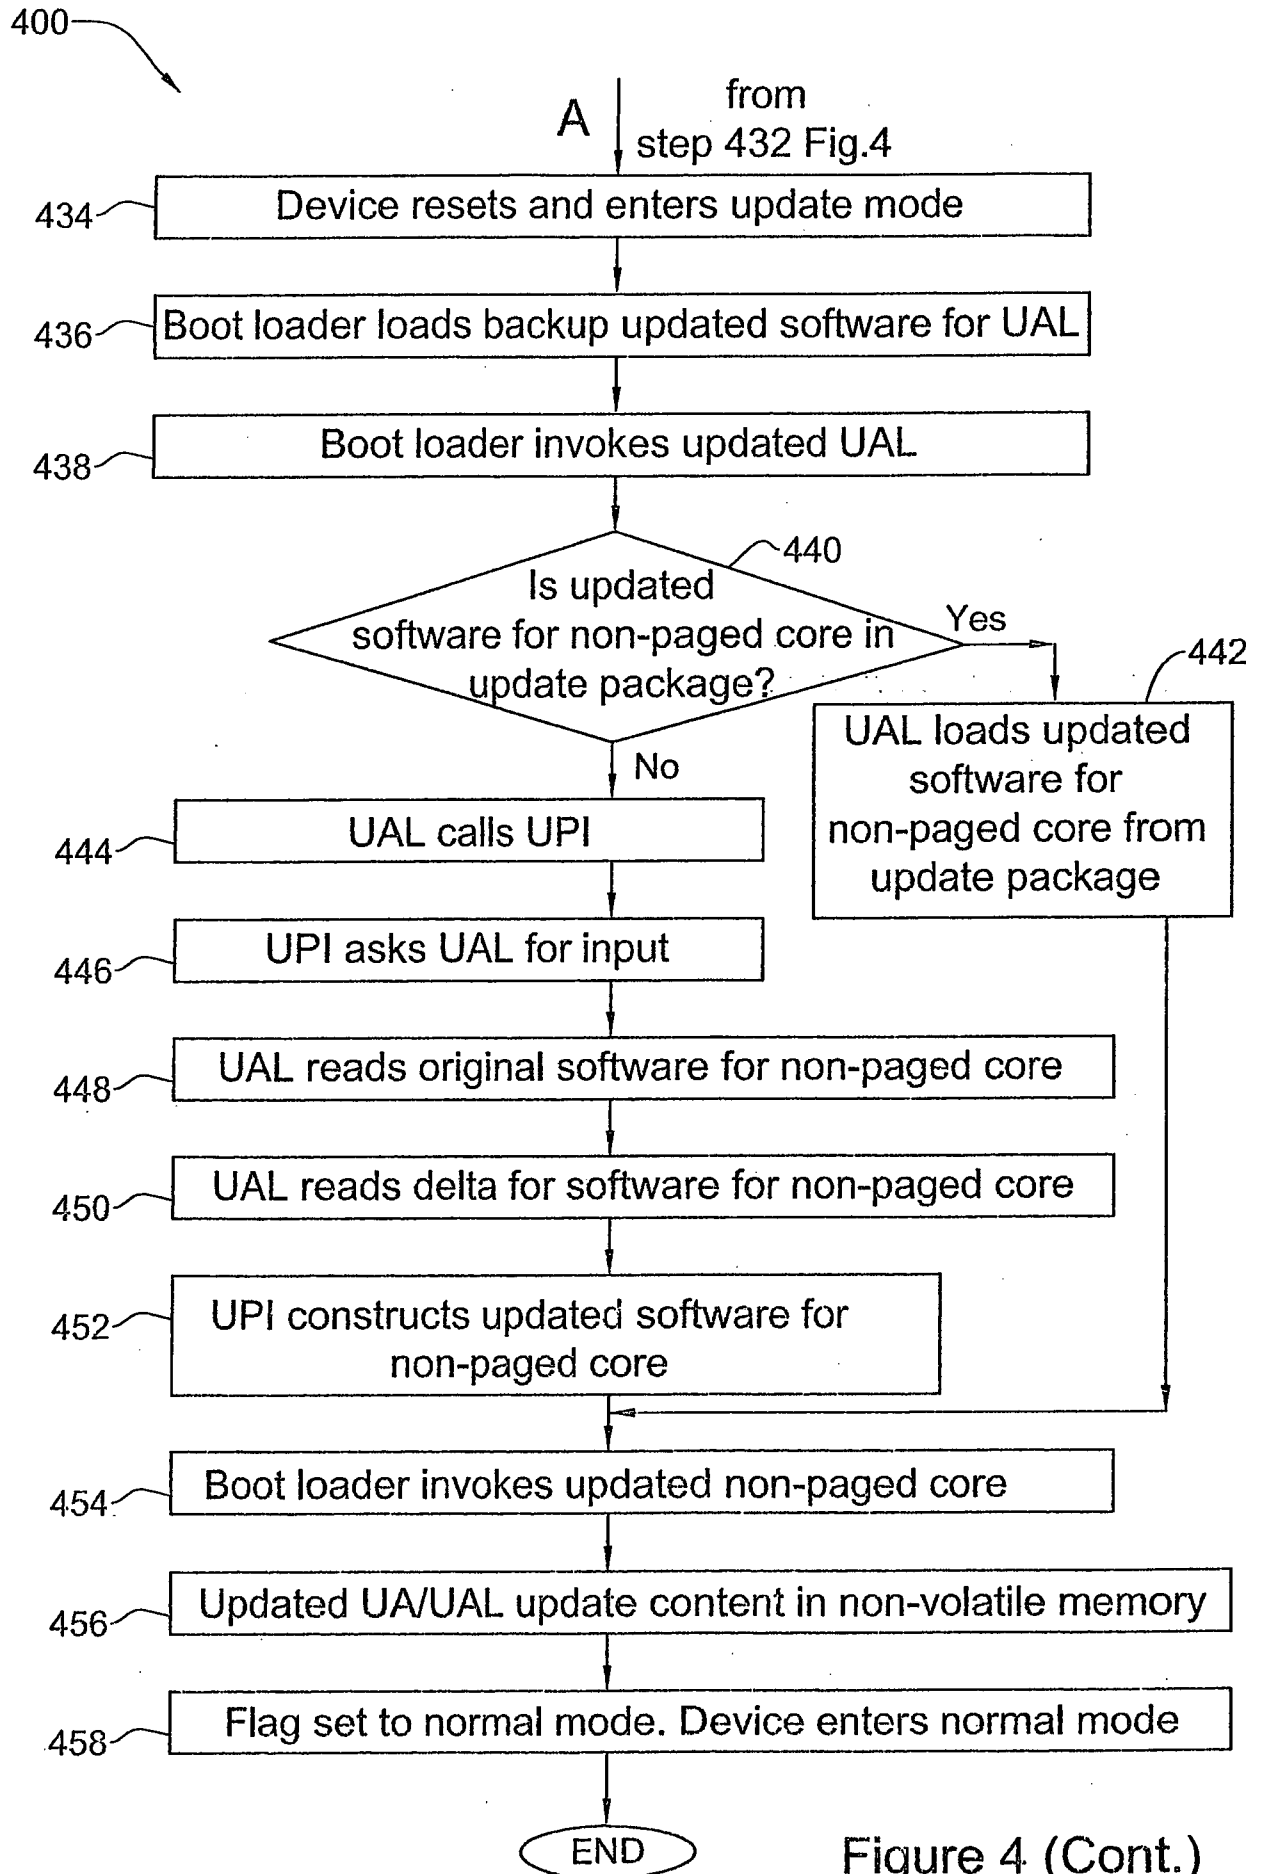 400
A
from
step 432 Fig.4
434
Device resets and enters update mode
436
Boot loader loads backup updated software for UAL
438
Boot loader invokes updated UAL
440
Is updated
software for non-paged core in
update package?
Yes
442
UAL loads updated
software for
non-paged core from
update package
No
444
UAL calls UPI
446
UPI asks UAL for input
448
UAL reads original software for non-paged core
450
UAL reads delta for software for non-paged core
452
UPI constructs updated software for
non-paged core
454
Boot loader invokes updated non-paged core
456
Updated UA/UAL update content in non-volatile memory
458
Flag set to normal mode. Device enters normal mode
END
Figure 4 (Cont.)